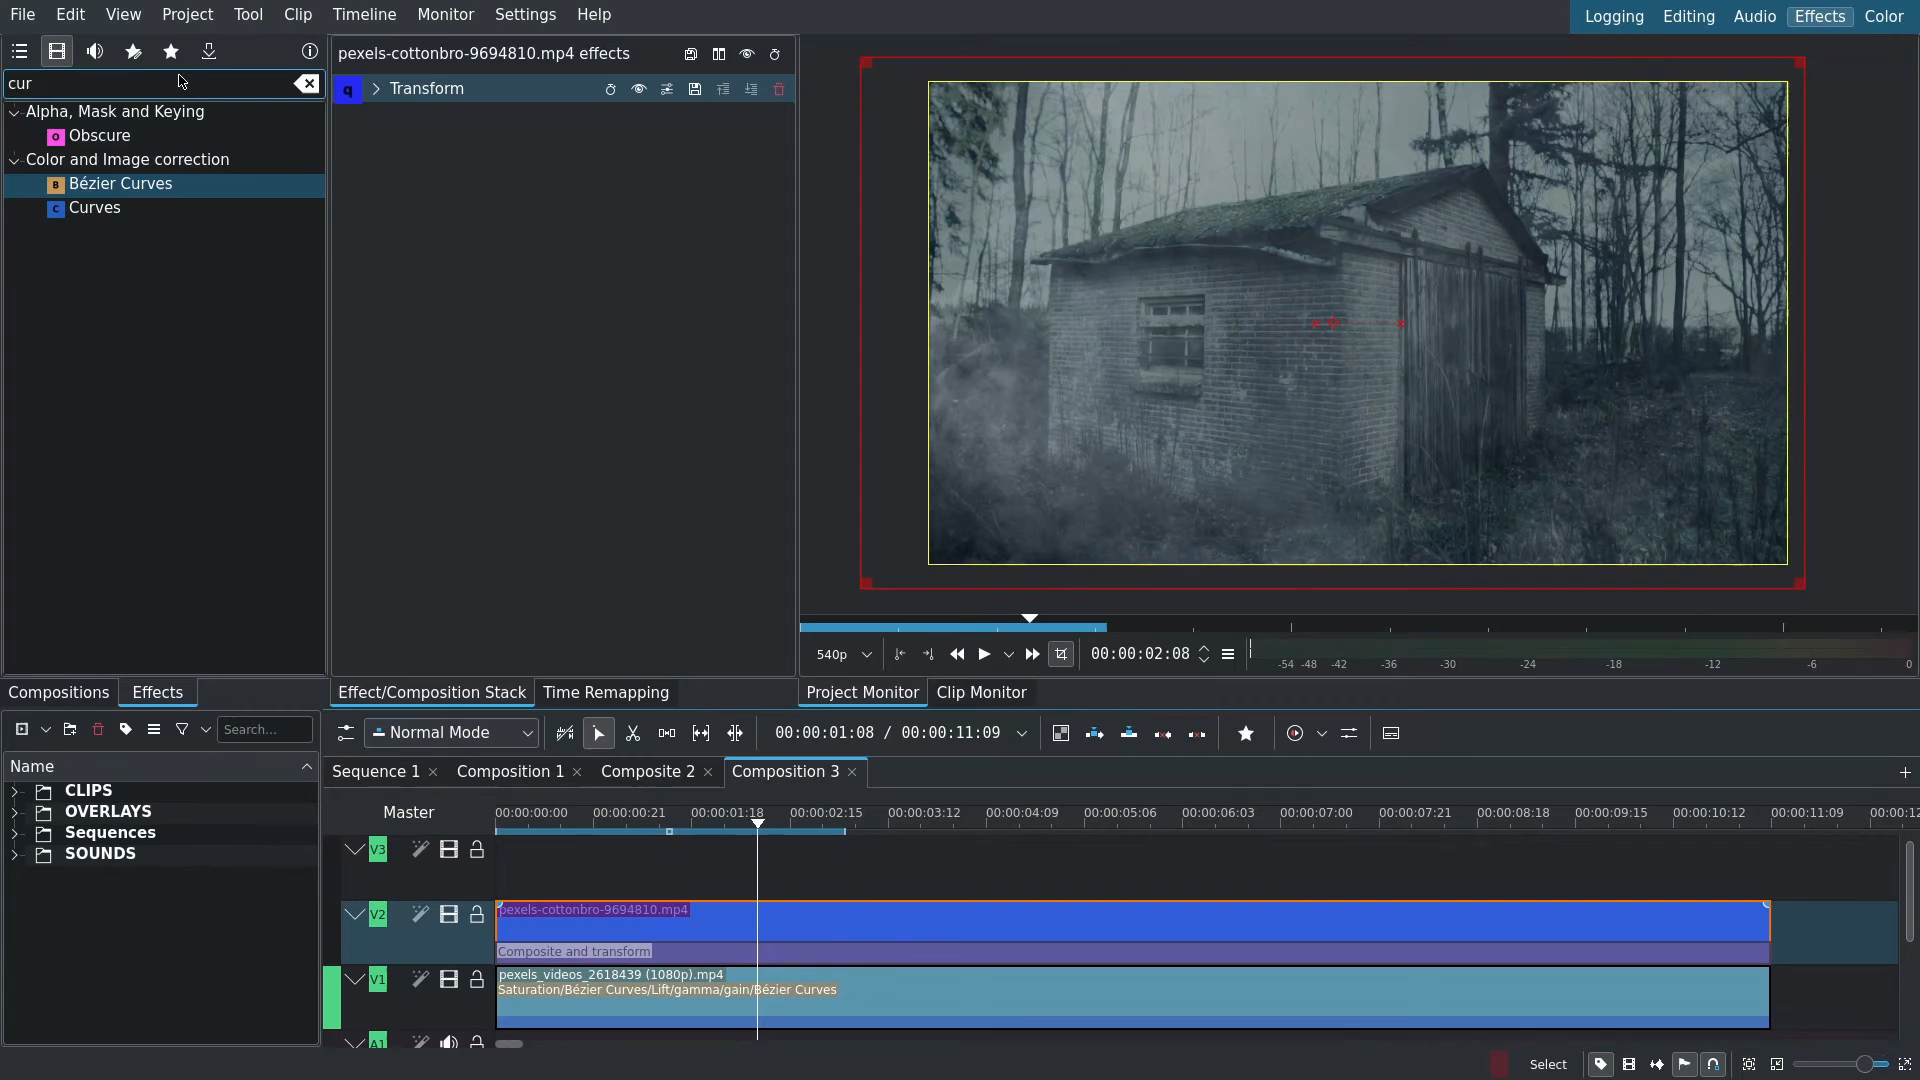 File Edit View Project Tool Clip Timeline Monitor Settings Help
Logging Editing Audio Effects Color
cur
Alpha, Mask and Keying
O Obscure
Color and Image correction
B Bézier Curves
C Curves
pexels-cottonbro-9694810.mp4 effects
q Transform
540p
00:00:02:08
-54 -48 -42 -36 -30 -24 -18 -12 -6 0
Compositions Effects
Effect/Composition Stack Time Remapping
Project Monitor Clip Monitor
Search...
Normal Mode
00:00:01:08 / 00:00:11:09
Name
CLIPS
OVERLAYS
Sequences
SOUNDS
Sequence 1 Composition 1 Composite 2 Composition 3
Master
00:00:00:00 00:00:00:21 00:00:01:18 00:00:02:15 00:00:03:12 00:00:04:09 00:00:05:06 00:00:06:03 00:00:07:00 00:00:07:21 00:00:08:18 00:00:09:15 00:00:10:12 00:00:11:09 00:00:12
V3
V2
pexels-cottonbro-9694810.mp4
Composite and transform
V1
pexels_videos_2618439 (1080p).mp4
Saturation/Bézier Curves/Lift/gamma/gain/Bézier Curves
A1
Select